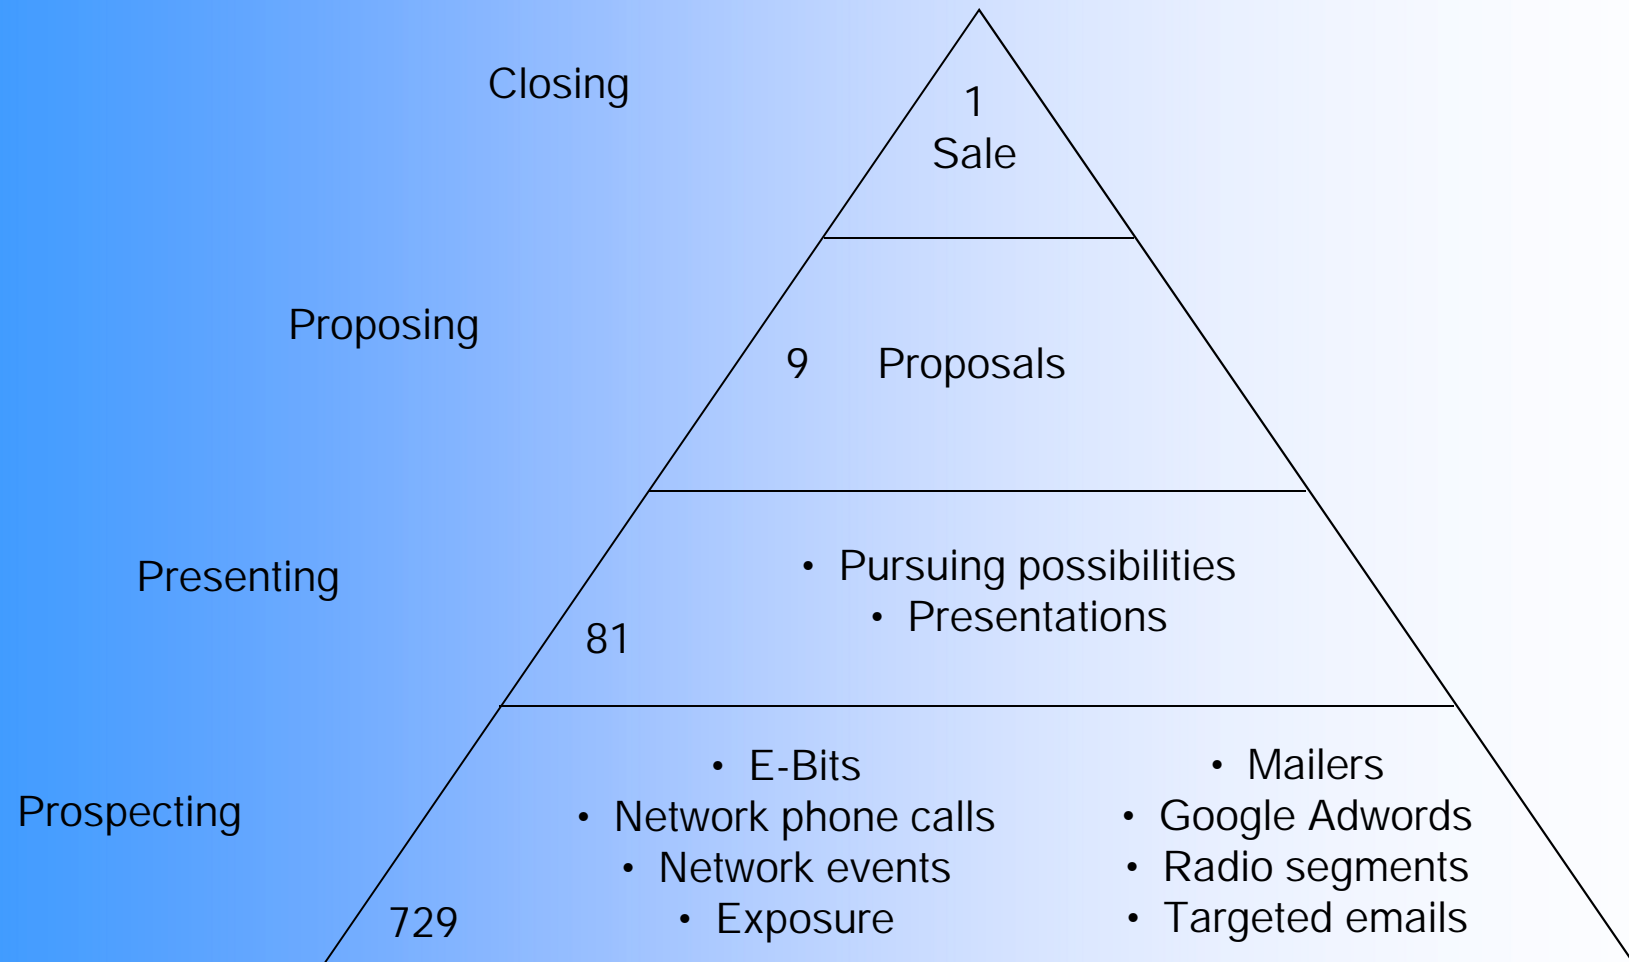 Closing
1
Sale
Proposing
9 Proposals
Presenting
• Pursuing possibilities
• Presentations
81
Prospecting
• E-Bits
• Network phone calls
• Network events
• Exposure
• Mailers
• Google Adwords
• Radio segments
• Targeted emails
729